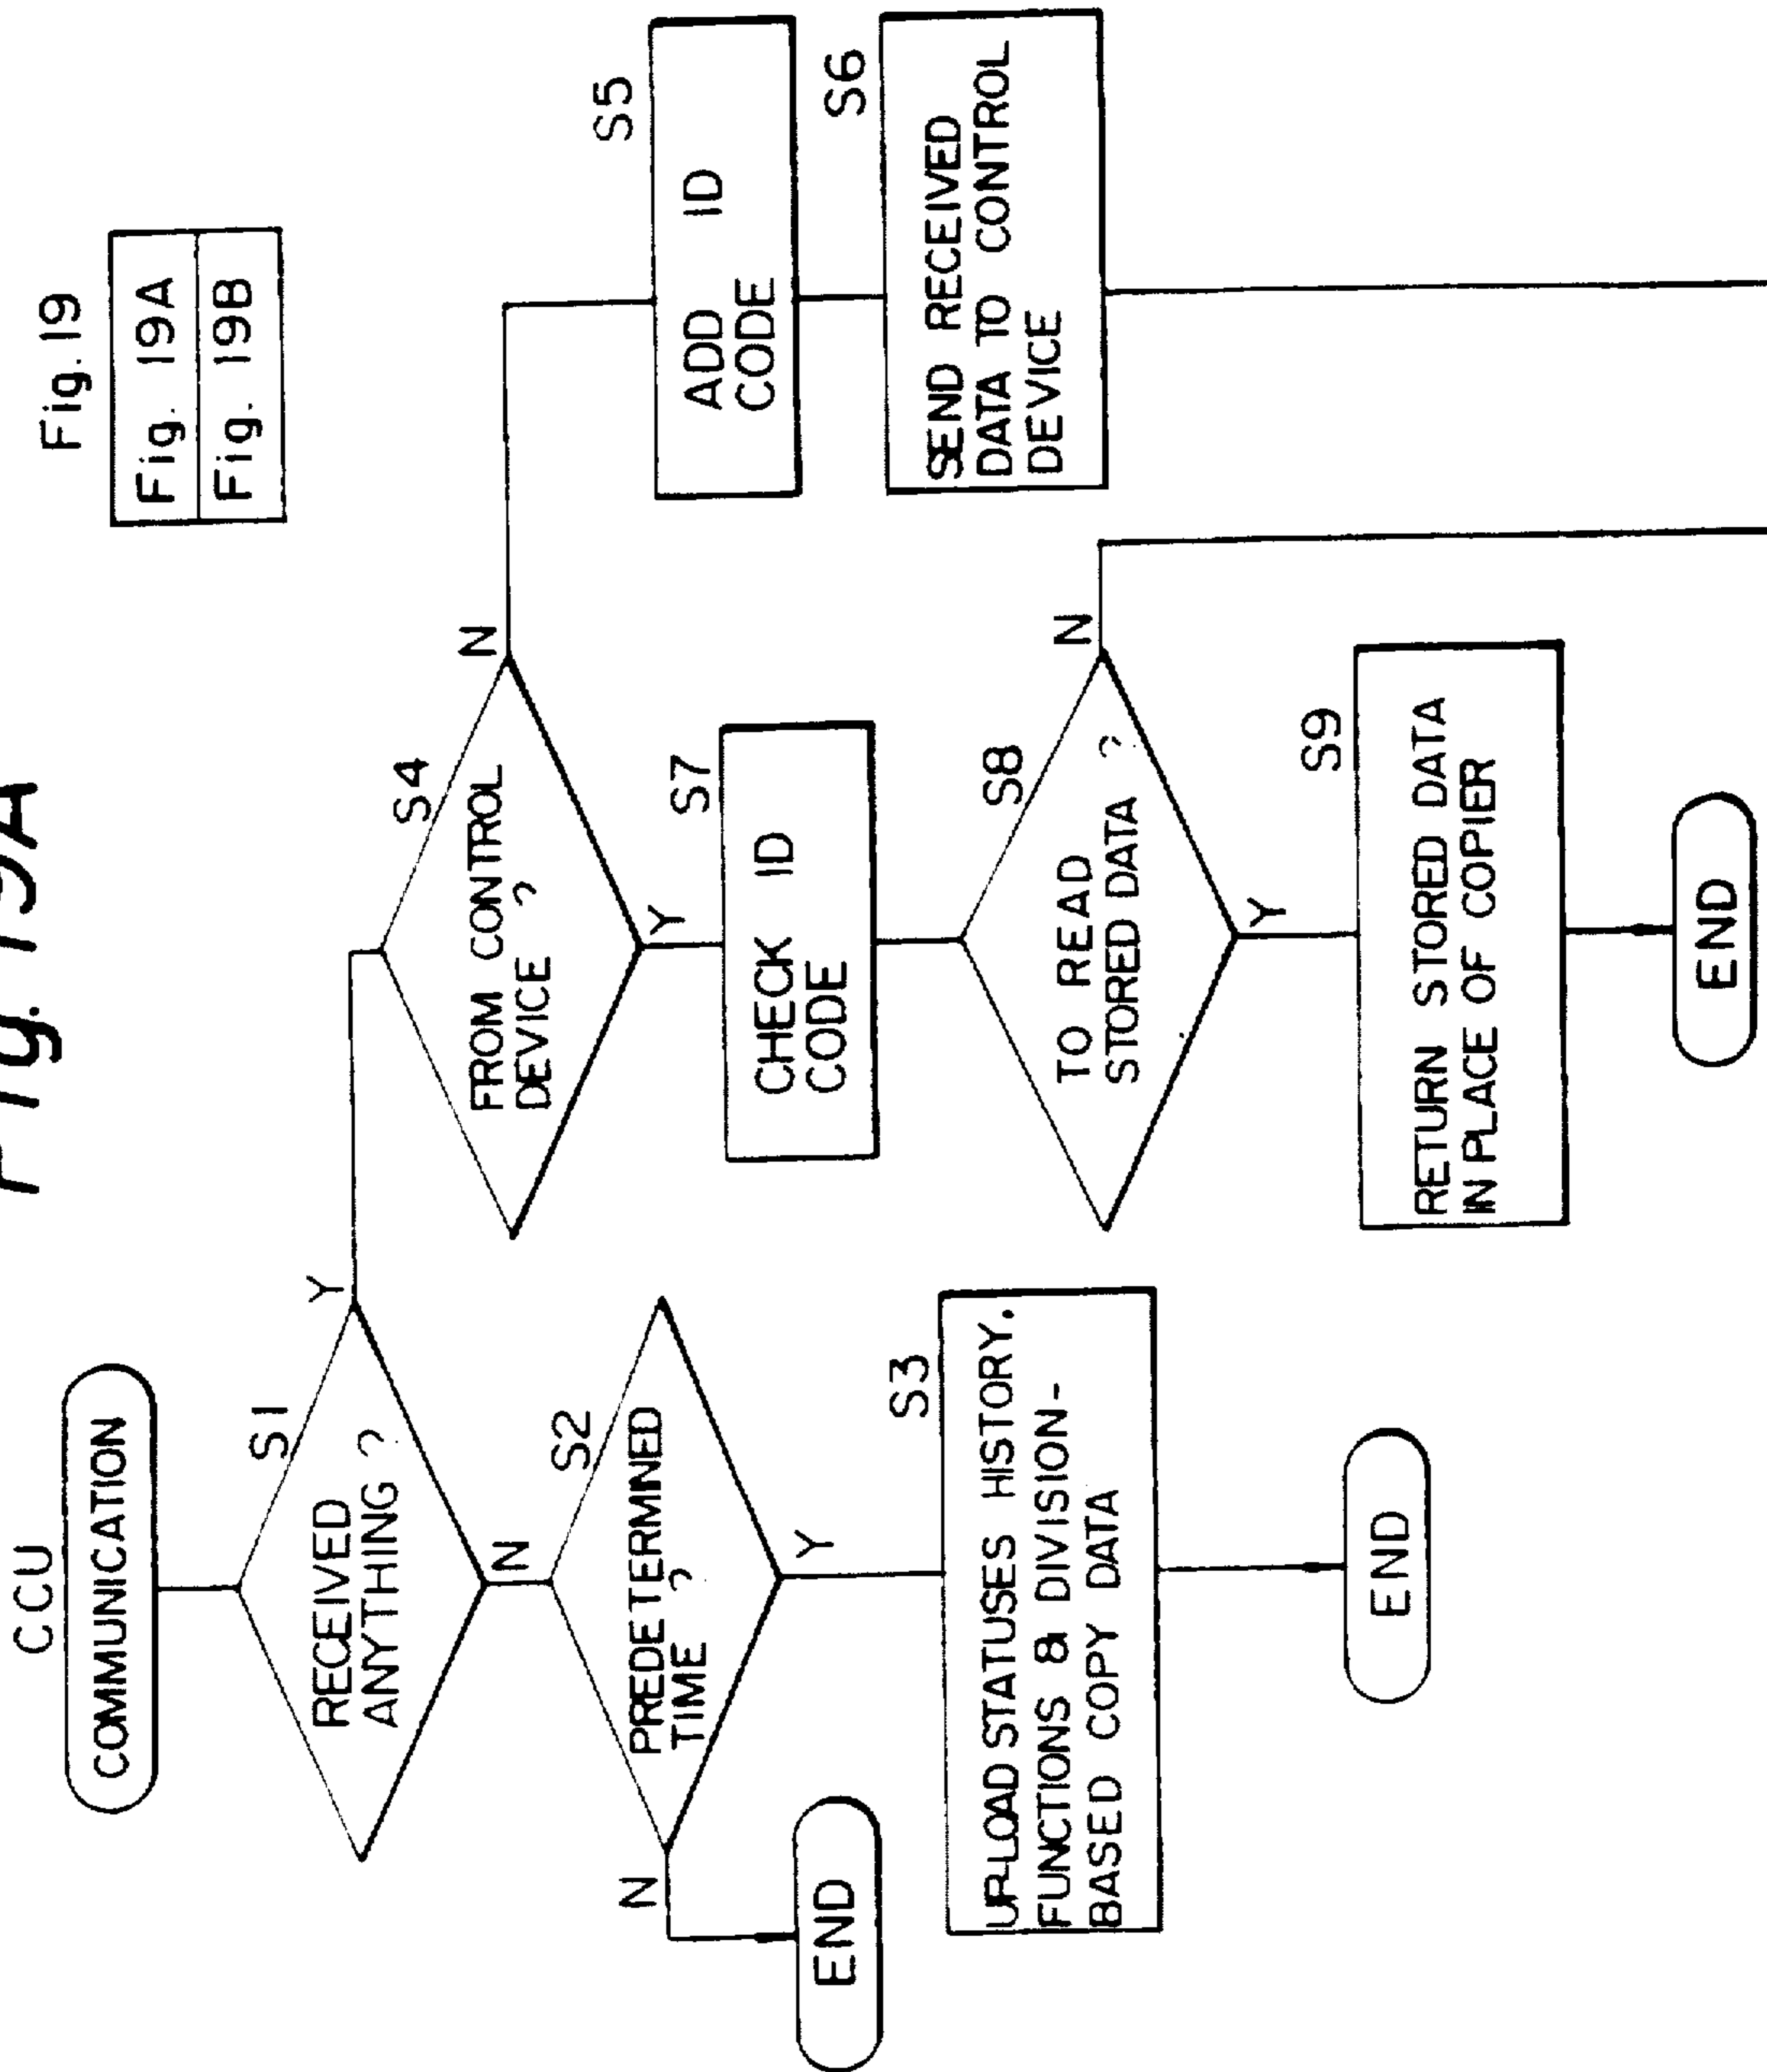 Fig. 19A
Fig. 19
Fig. 19A
Fig. 19B
CCU
COMMUNICATION
S1
RECEIVED
ANYTHING ?
Y
N
S2
PREDETERMINED
TIME ?
N
END
Y
S3
UP-LOAD STATUSES HISTORY,
FUNCTIONS & DIVISION-
BASED COPY DATA
END
S4
FROM CONTROL
DEVICE ?
N
Y
S5
ADD ID
CODE
S6
SEND RECEIVED
DATA TO CONTROL
DEVICE
S7
CHECK ID
CODE
S8
TO READ
STORED DATA ?
N
Y
S9
RETURN STORED DATA
IN PLACE OF COPIER
END